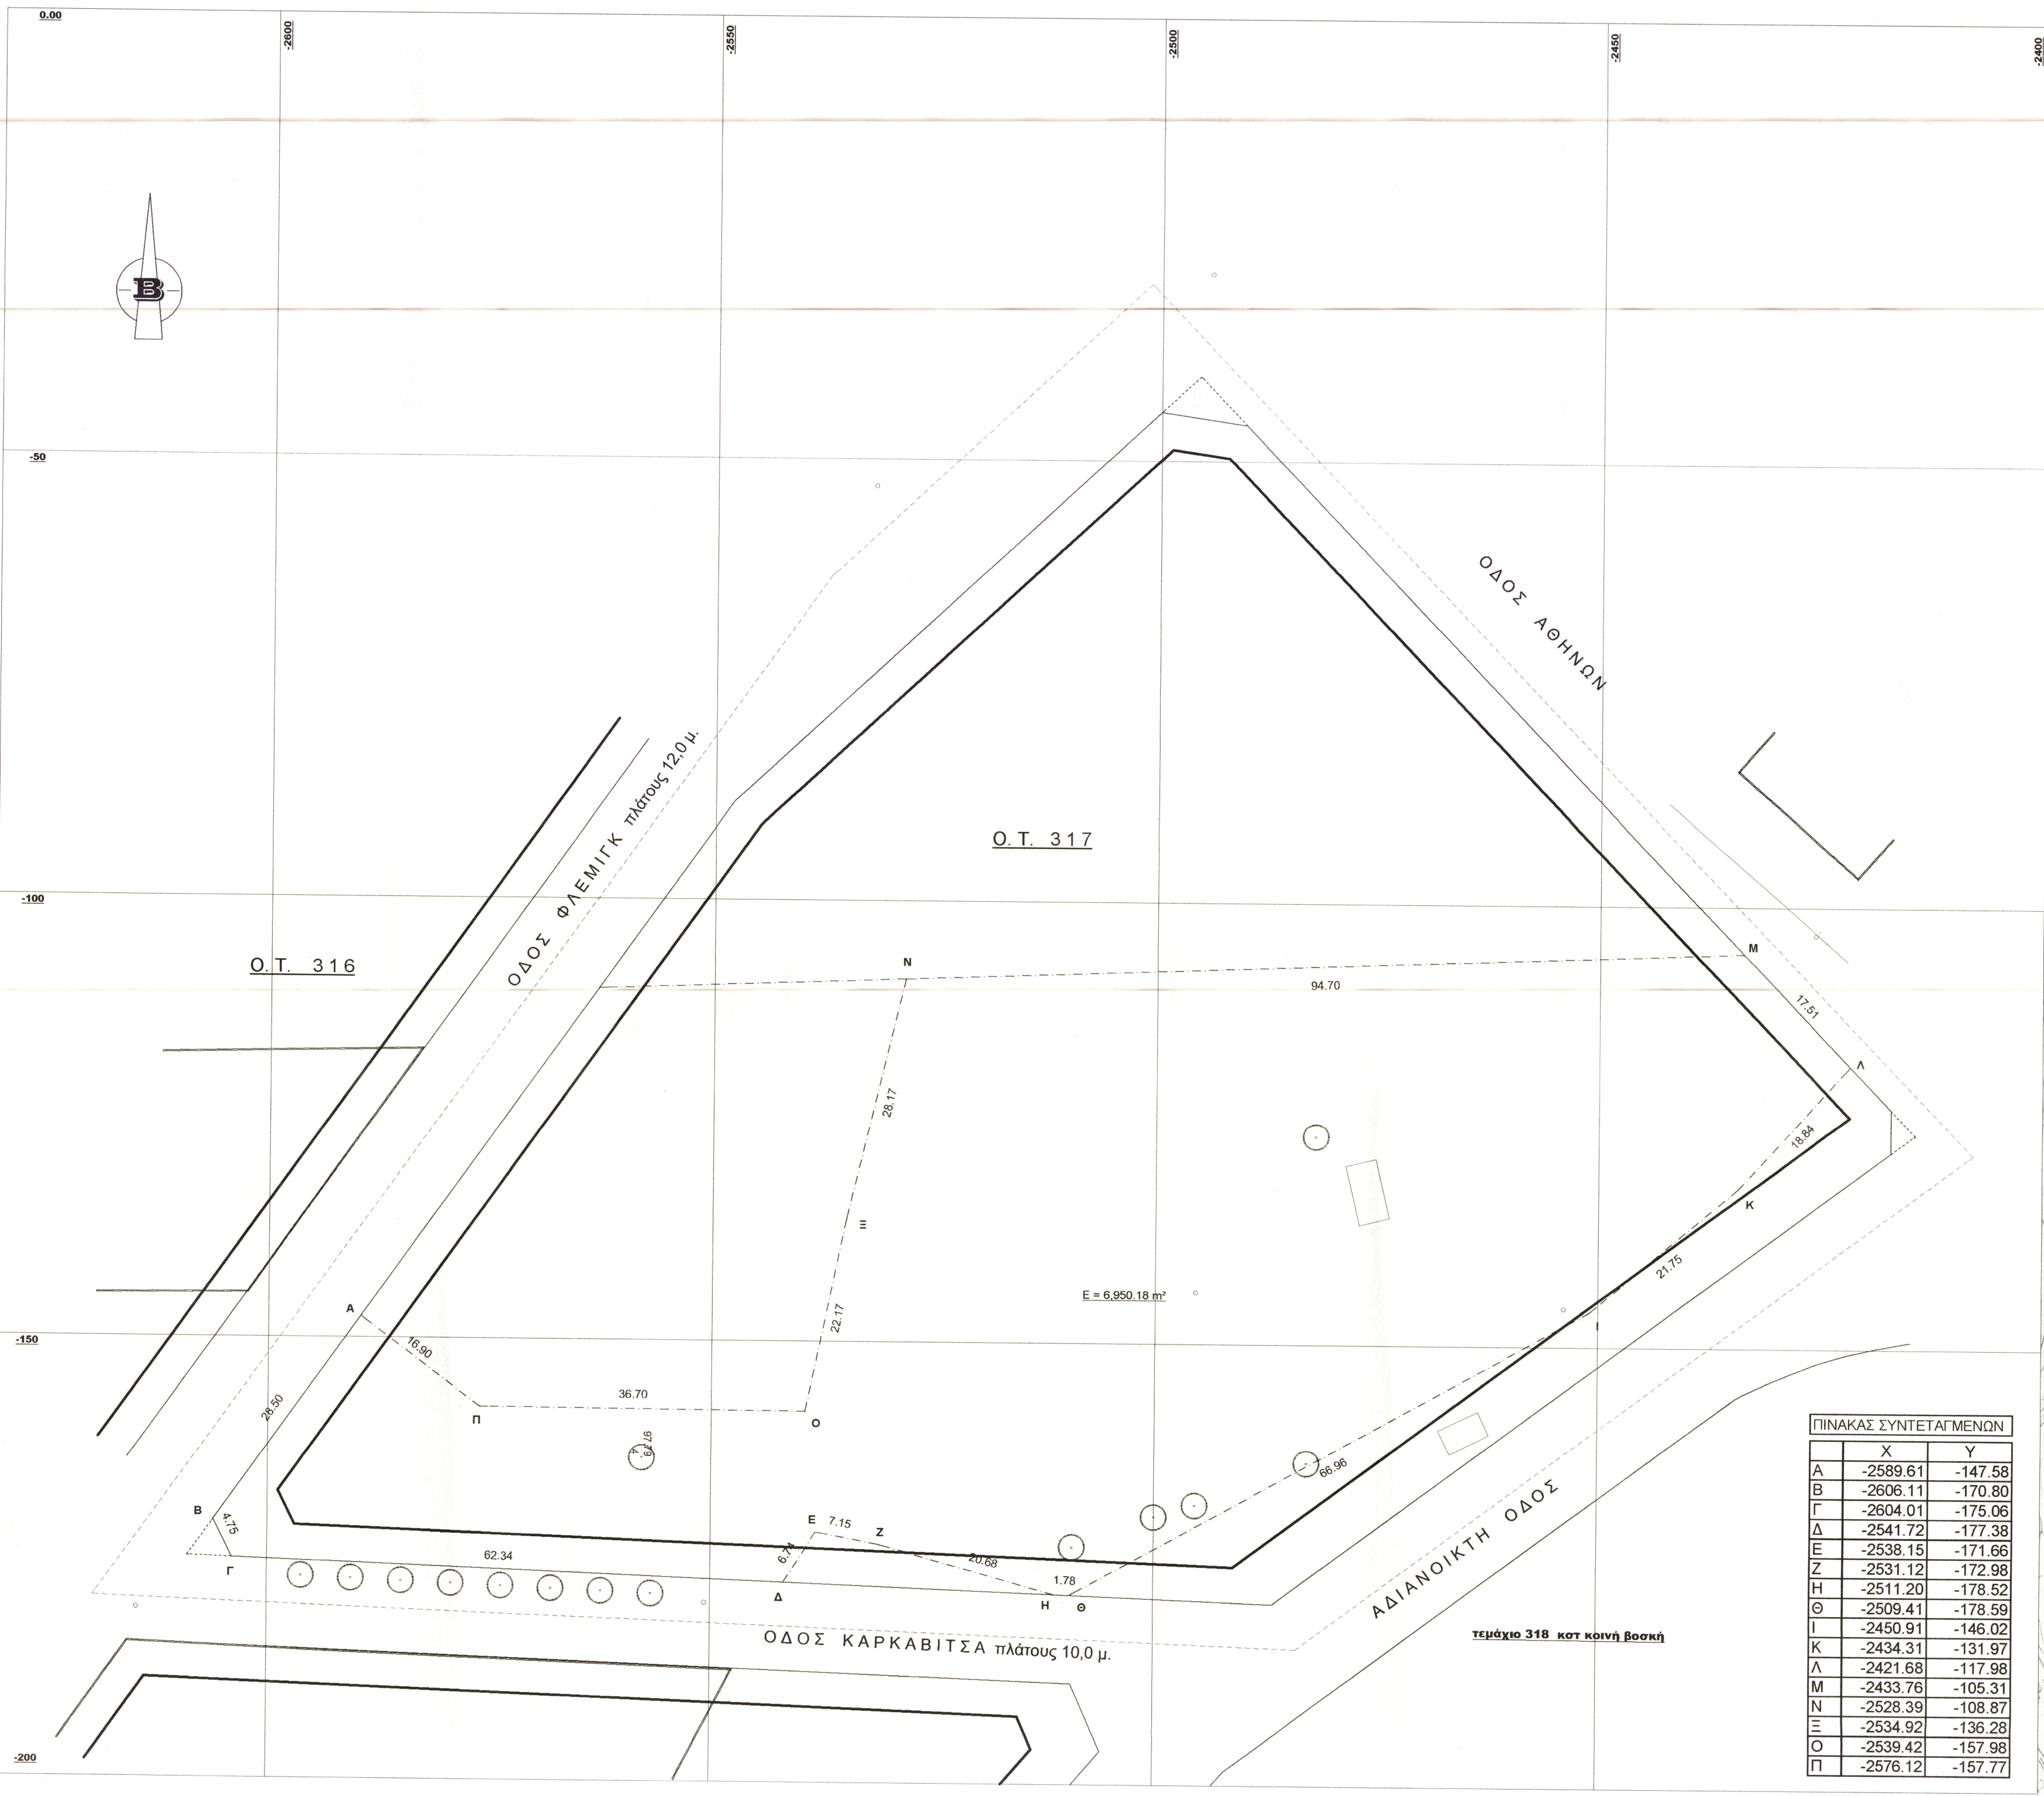 0.00
-2600
-2550
-2500
-2450
-2400
B
-50
ΟΔΟΣ ΑΘΗΝΩΝ
ΟΔΟΣ ΦΛΕΜΙΓΚ πλάτους 12,0 μ.
Ο.Τ. 317
-100
Ο.Τ. 316
Ν
Μ
94.70
17.51
Λ
28.17
18.84
Ξ
Κ
21.75
Ε = 6,950.18 m²
Α
22.17
Ι
-150
16.90
36.70
28.50
Π
Ο
66.96
Β
4.75
Ε
7.15
Ζ
62.34
6.74
20.68
1.78
Γ
Δ
Η
Θ
ΟΔΟΣ ΚΑΡΚΑΒΙΤΣΑ πλάτους 10,0 μ.
ΑΔΙΑΝΟΙΚΤΗ ΟΔΟΣ
τεμάχιο 318 κστ κοινή βοσκή
-200
ΠΙΝΑΚΑΣ ΣΥΝΤΕΤΑΓΜΕΝΩΝ
X Y
Α -2589.61 -147.58
Β -2606.11 -170.80
Γ -2604.01 -175.06
Δ -2541.72 -177.38
Ε -2538.15 -171.66
Ζ -2531.12 -172.98
Η -2511.20 -178.52
Θ -2509.41 -178.59
Ι -2450.91 -146.02
Κ -2434.31 -131.97
Λ -2421.68 -117.98
Μ -2433.76 -105.31
Ν -2528.39 -108.87
Ξ -2534.92 -136.28
Ο -2539.42 -157.98
Π -2576.12 -157.77